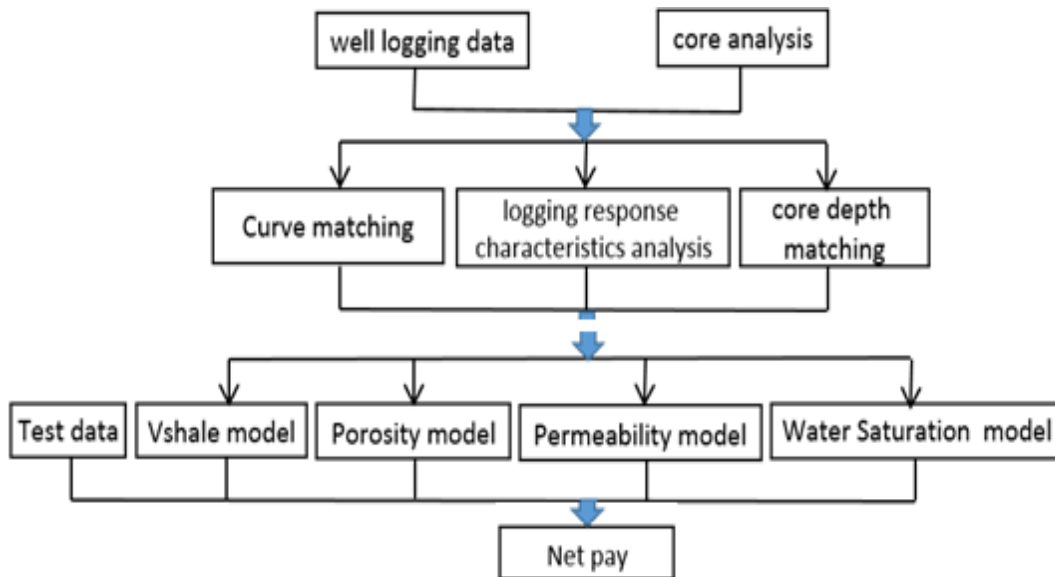 well logging data
core analysis
Curve matching
logging response
characteristics analysis
core depth
matching
Test data
Vshale model
Porosity model
Permeability model
Water Saturation model
Net pay